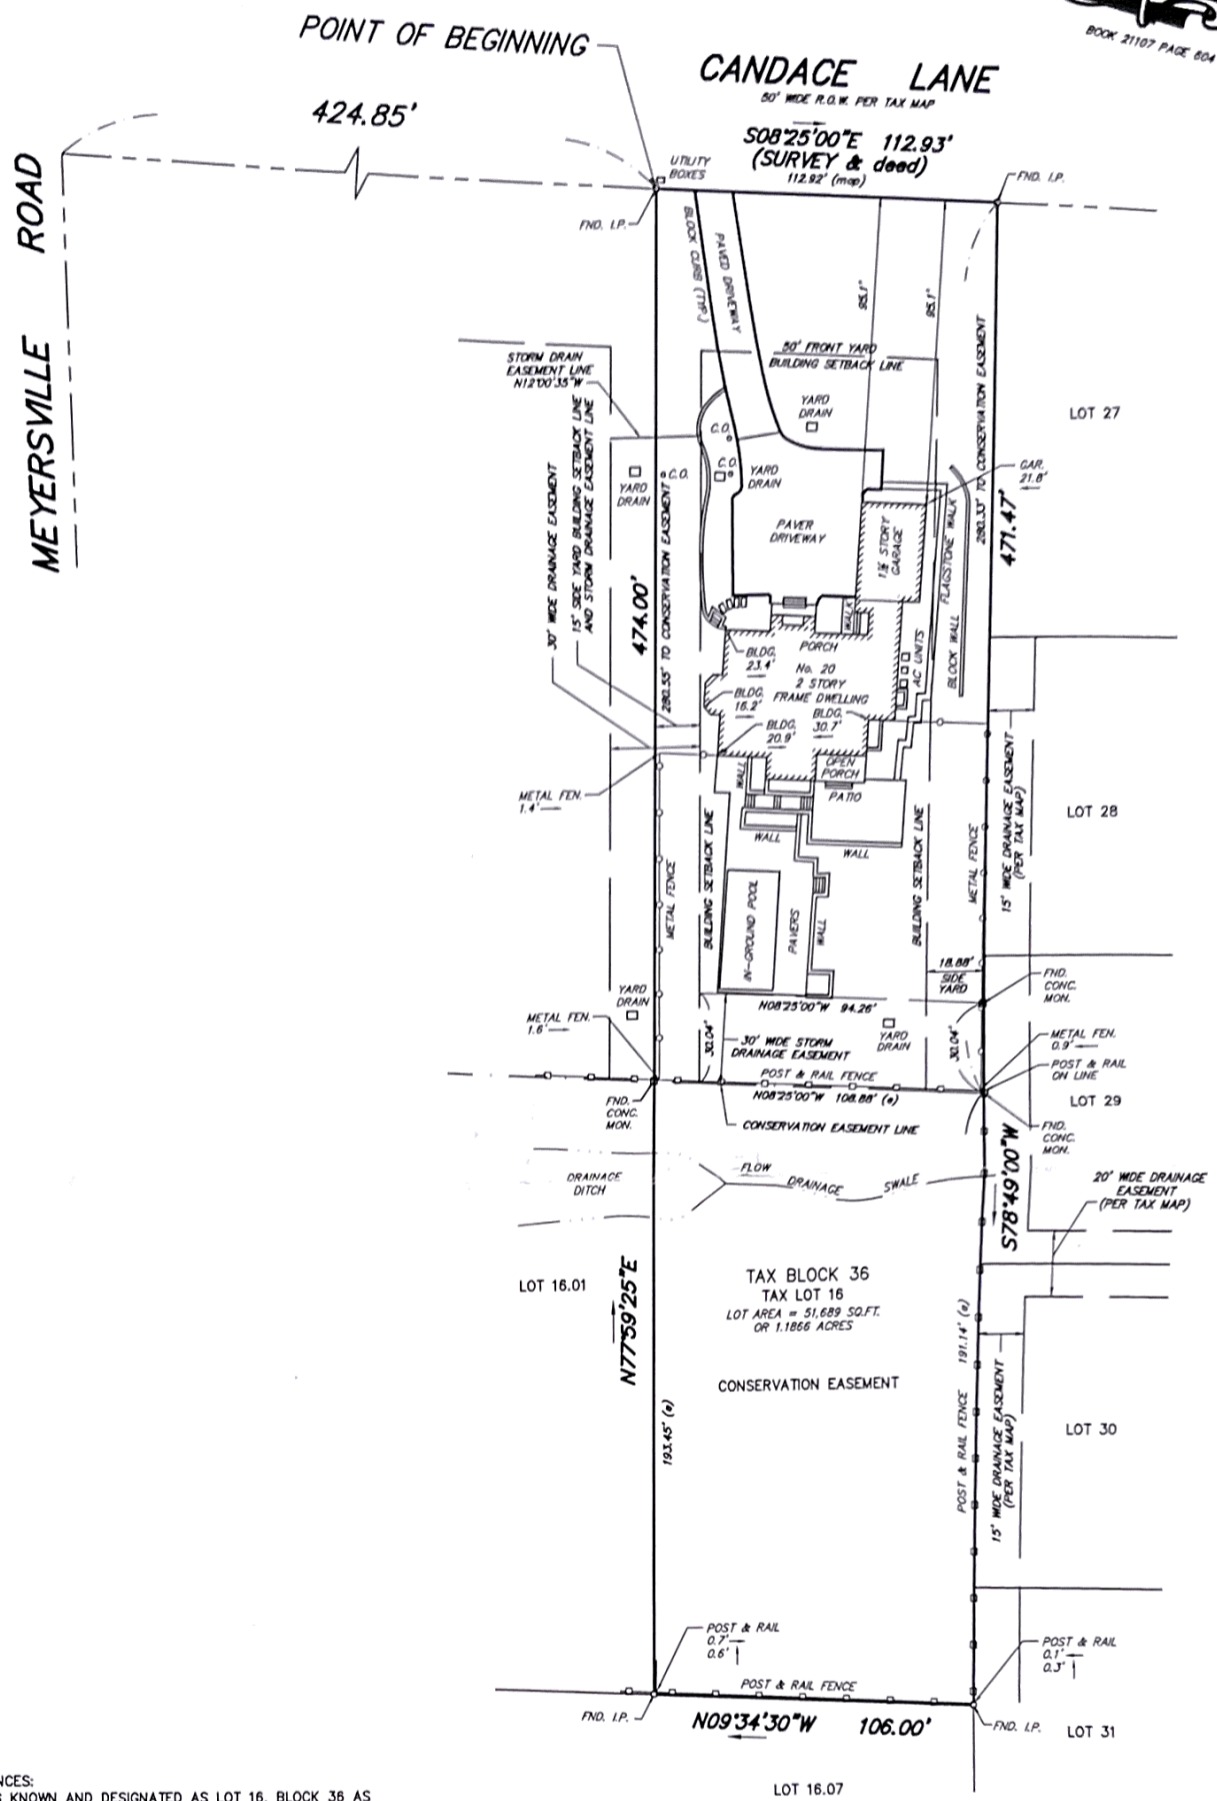 BOOK 21107 PAGE 604
POINT OF BEGINNING
CANDACE LANE
50' WIDE R.O.W. PER TAX MAP
424.85'
S08°25'00"E 112.93'
(SURVEY & deed)
112.92' (map)
MEYERSVILLE ROAD
UTILITY
BOXES
FND. I.P.
FND. I.P.
BLOCK CURB (TYP.)
PAVED DRIVEWAY
95.1'
95.1'
50' FRONT YARD
BUILDING SETBACK LINE
STORM DRAIN
EASEMENT LINE
N12°00'35"W
280.33' TO CONSERVATION EASEMENT
471.47'
LOT 27
YARD
DRAIN
C.O.
C.O.
C.O.
YARD
DRAIN
YARD
DRAIN
GAR.
21.8'
30' WIDE DRAINAGE EASEMENT
15' SIDE YARD BUILDING SETBACK LINE
AND STORM DRAINAGE EASEMENT LINE
474.00'
280.55' TO CONSERVATION EASEMENT
PAVER
DRIVEWAY
1½ STORY
GARAGE
FLAGSTONE WALK
BLOCK WALL
WALK
PORCH
AC UNITS
BLDG.
23.4'
No. 20
2 STORY
FRAME DWELLING
BLDG.
16.2'
BLDG.
30.7'
BLDG.
20.9'
OPEN
PORCH
WALL
PATIO
WALL
WALL
METAL FEN.
1.4'
METAL FENCE
BUILDING SETBACK LINE
IN-GROUND POOL
PAVERS
WALL
BUILDING SETBACK LINE
METAL FENCE
15' WIDE DRAINAGE EASEMENT
(PER TAX MAP)
LOT 28
18.88'
SIDE
YARD
FND.
CONC.
MON.
YARD
DRAIN
METAL FEN.
1.6'
N08°25'00"W 94.26'
30.04'
30' WIDE STORM
DRAINAGE EASEMENT
YARD
DRAIN
30.04'
METAL FEN.
0.9'
POST & RAIL
ON LINE
POST & RAIL FENCE
N08°25'00"W 108.88' (e)
LOT 29
FND.
CONC.
MON.
CONSERVATION EASEMENT LINE
FND.
CONC.
MON.
DRAINAGE
DITCH
FLOW
DRAINAGE SWALE
S78°49'00"W
20' WIDE DRAINAGE
EASEMENT
(PER TAX MAP)
LOT 16.01
N77°59'25"E
TAX BLOCK 36
TAX LOT 16
LOT AREA = 51,689 SQ.FT.
OR 1.1866 ACRES
CONSERVATION EASEMENT
193.45' (e)
POST & RAIL FENCE 191.14' (e)
15' WIDE DRAINAGE EASEMENT
(PER TAX MAP)
LOT 30
POST & RAIL
0.7'
0.6'
POST & RAIL
0.1'
0.3'
POST & RAIL FENCE
FND. I.P.
N09°34'30"W 106.00'
FND. I.P.
LOT 31
LOT 16.07
NCES:
KNOWN AND DESIGNATED AS LOT 16, BLOCK 36 AS